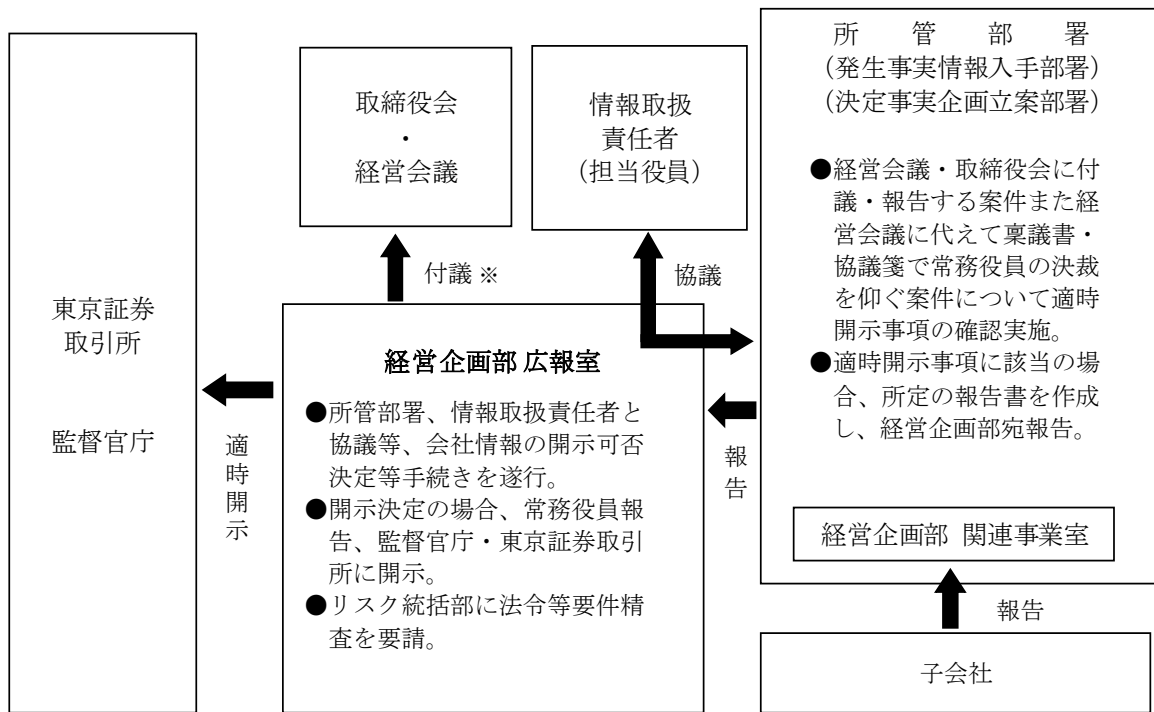 東京証券
取引所
監督官庁
適時開示
取締役会
・
経営会議
付議 ※
情報取扱
責任者
(担当役員)
協議
経営企画部 広報室
●所管部署、情報取扱責任者と
協議等、会社情報の開示可否
決定等手続きを遂行。
●開示決定の場合、常務役員報
告、監督官庁・東京証券取引
所に開示。
●リスク統括部に法令等要件精
査を要請。
報告
所管部署
(発生事実情報入手部署)
(決定事実企画立案部署)
●経営会議・取締役会に付
議・報告する案件また経
営会議に代えて稟議書・
協議箋で常務役員の決裁
を仰ぐ案件について適時
開示事項の確認実施。
●適時開示事項に該当の場
合、所定の報告書を作成
し、経営企画部宛報告。
経営企画部 関連事業室
報告
子会社